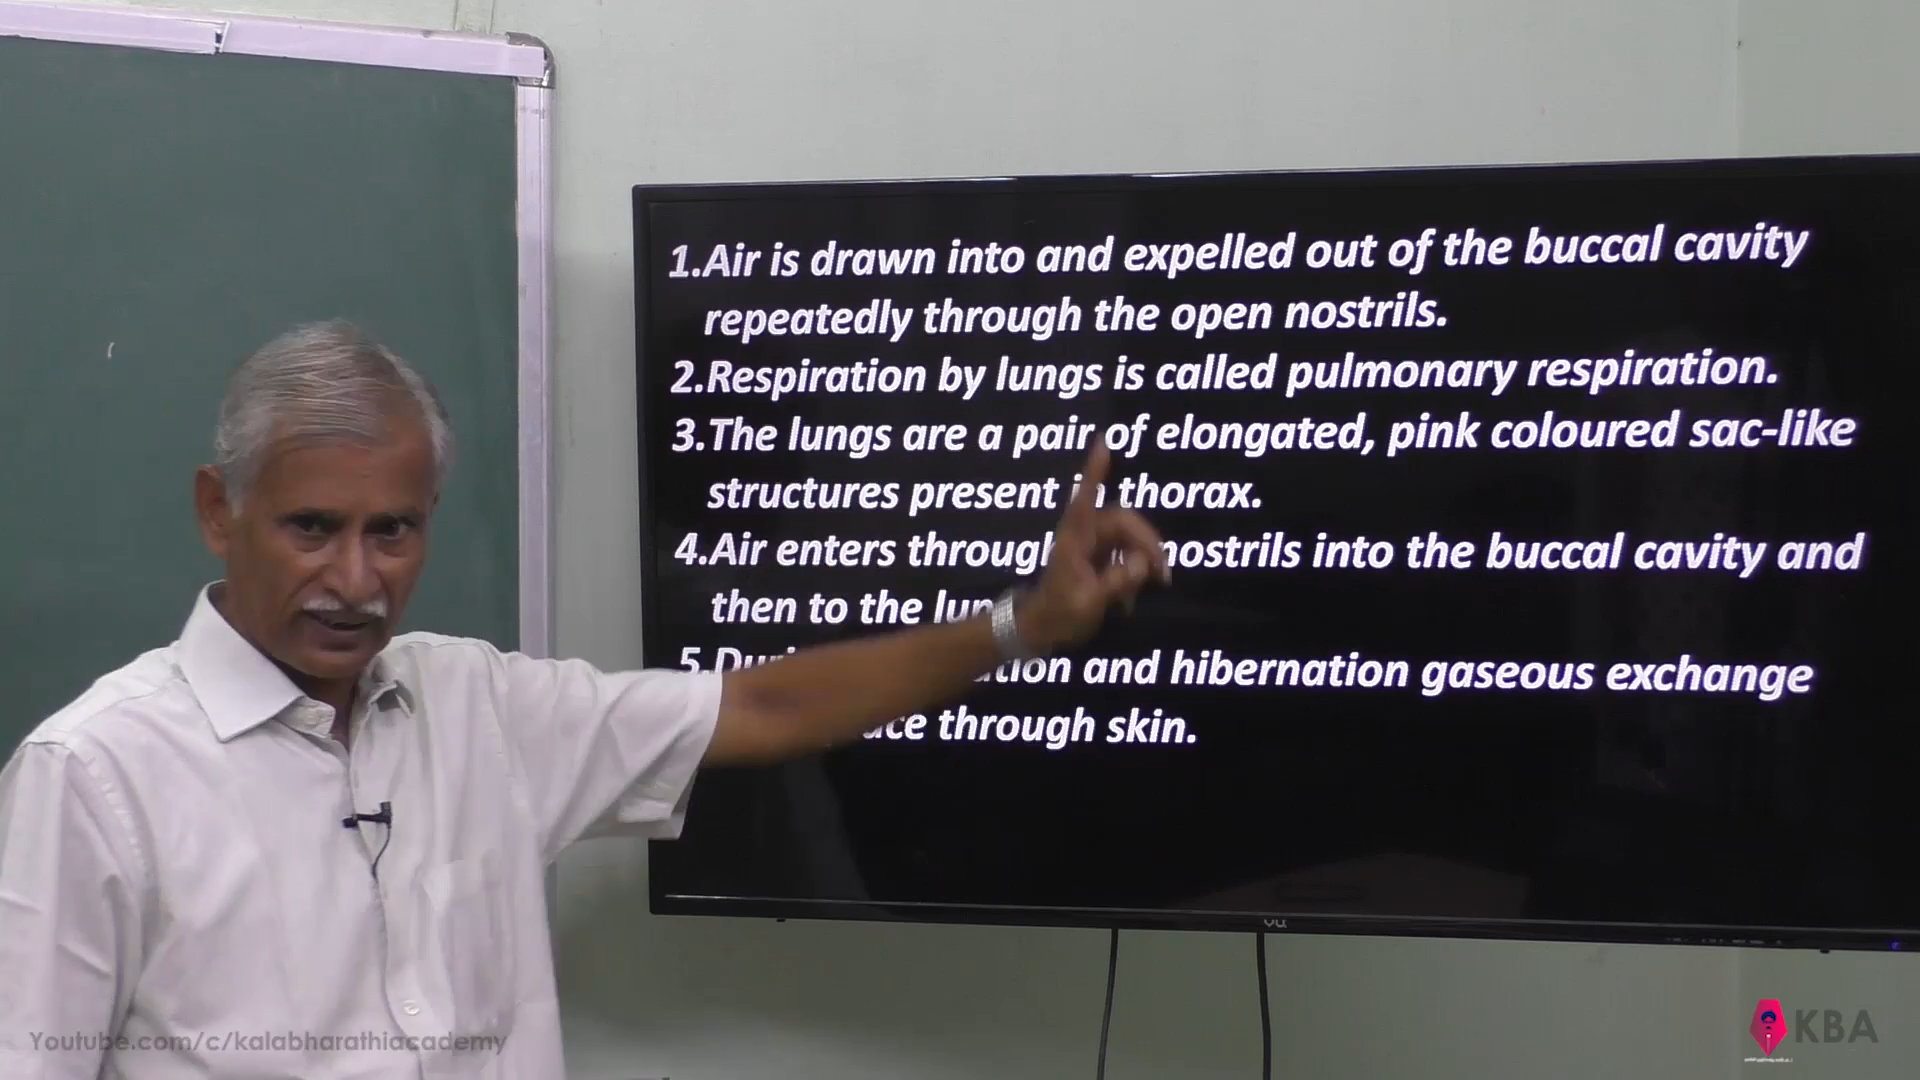 1.Air is drawn into and expelled out of the buccal cavity
repeatedly through the open nostrils.
2.Respiration by lungs is called pulmonary respiration.
3.The lungs are a pair of elongated, pink coloured sac-like
structures present in thorax.
4.Air enters through nostrils into the buccal cavity and
then to the
5. and hibernation gaseous exchange
through skin.
Youtube.com/c/kalabharathiacademy
KBA